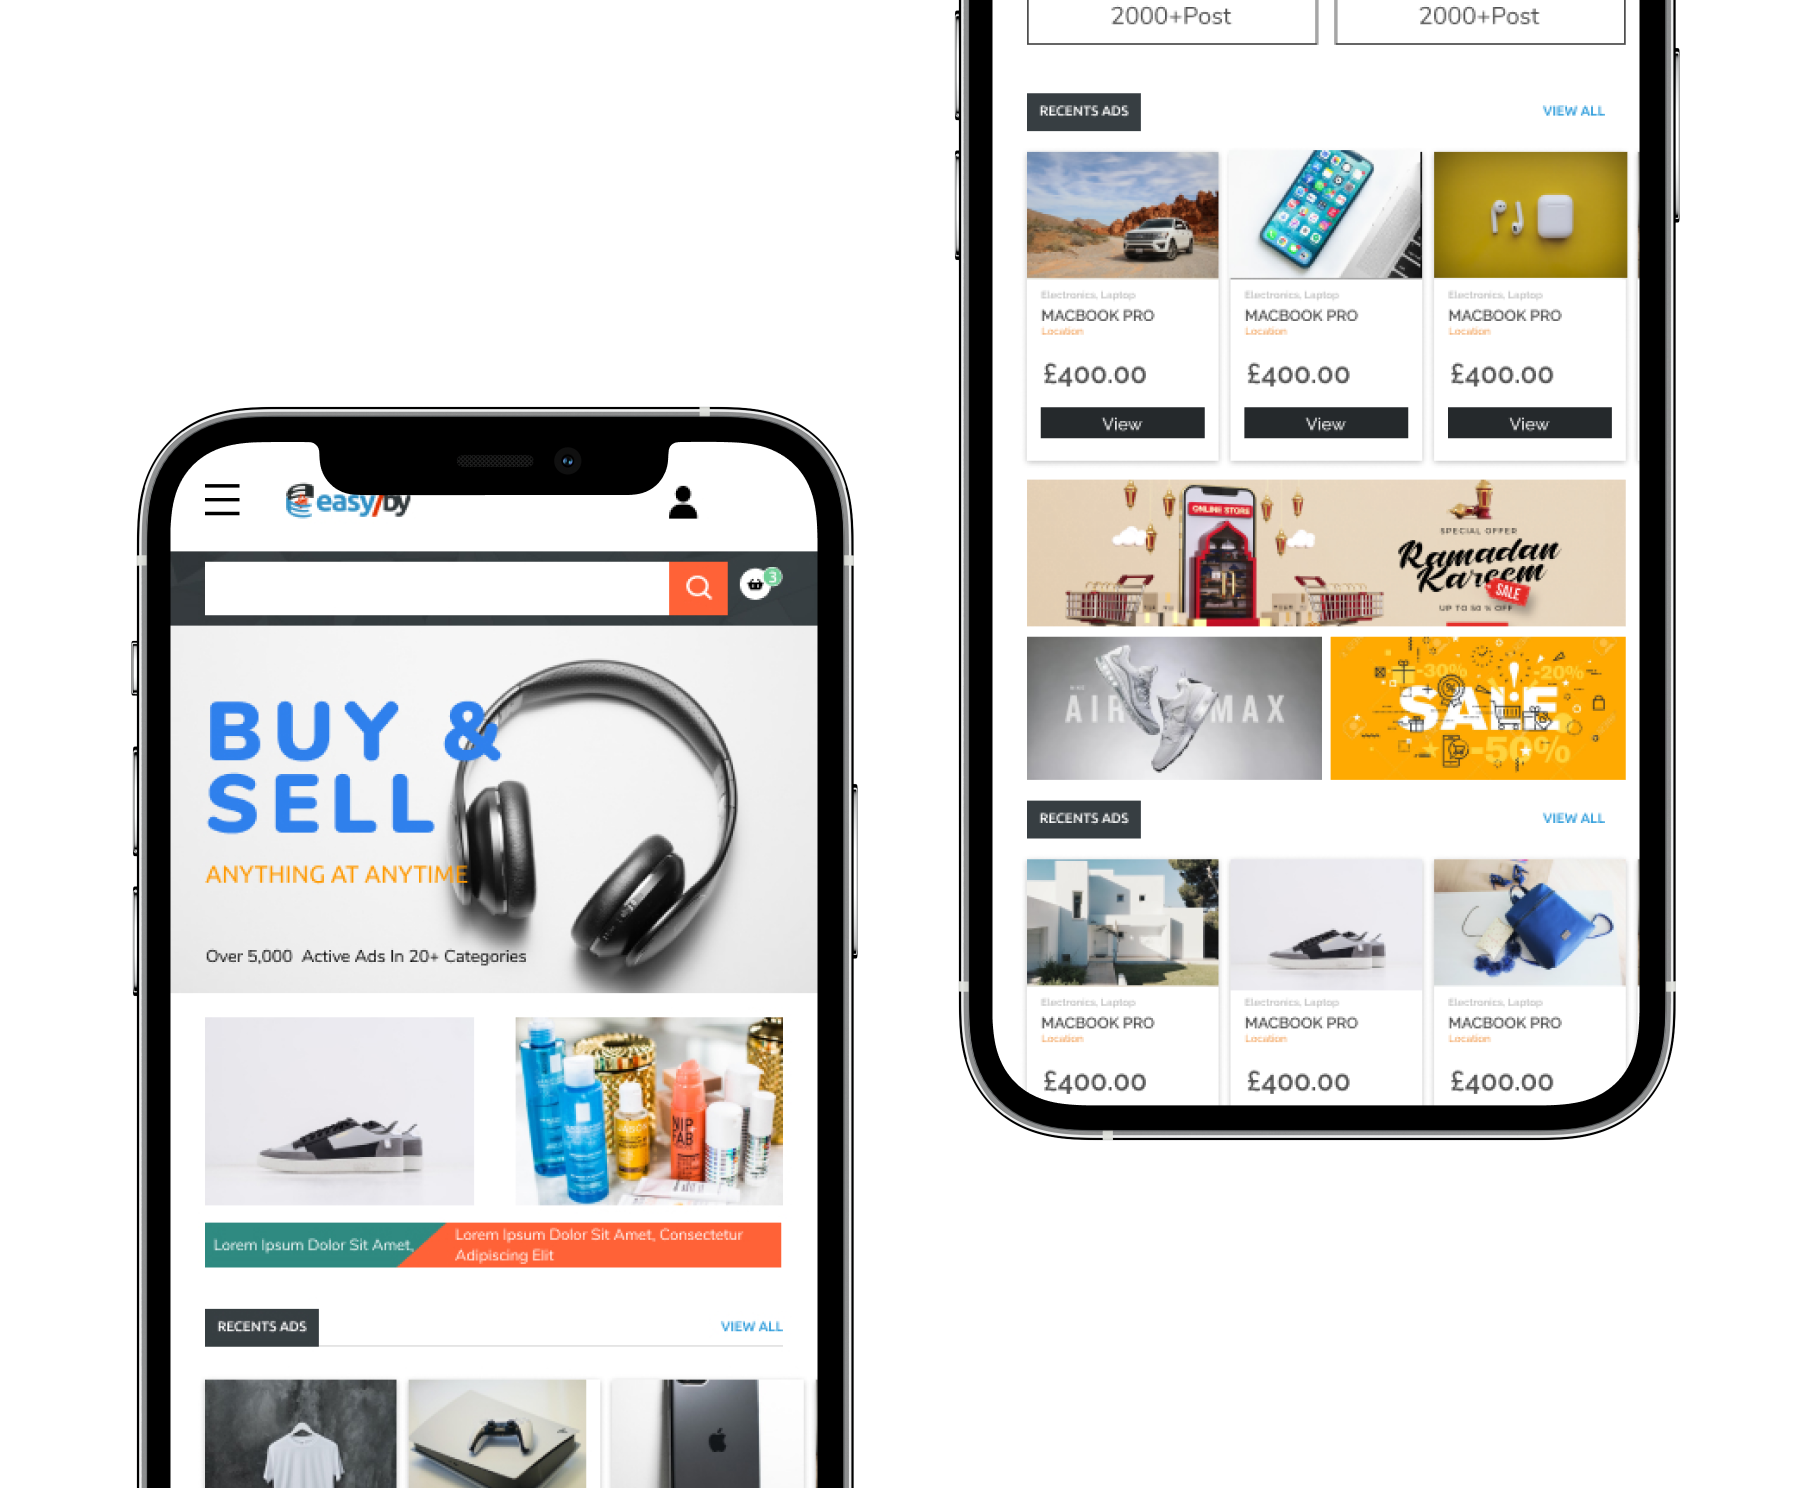 easy/by
3
BUY &
SELL
ANYTHING AT ANYTIME
Over 5,000 Active Ads In 20+ Categories
NIP
FAB
Lorem Ipsum Dolor Sit Amet,
Lorem Ipsum Dolor Sit Amet, Consectetur
Adipiscing Elit
RECENTS ADS
VIEW ALL
2000+Post
2000+Post
RECENTS ADS
VIEW ALL
Electronics, Laptop
MACBOOK PRO
Location
£400.00
View
Electronics, Laptop
MACBOOK PRO
Location
£400.00
View
Electronics, Laptop
MACBOOK PRO
Location
£400.00
View
ONLINE STORE
SPECIAL OFFER
Ramadan
Kareem
SALE
UP TO 50 % OFF
AIR MAX
-30%
-20%
SALE
-50%
RECENTS ADS
VIEW ALL
Electronics, Laptop
MACBOOK PRO
Location
£400.00
Electronics, Laptop
MACBOOK PRO
Location
£400.00
Electronics, Laptop
MACBOOK PRO
Location
£400.00